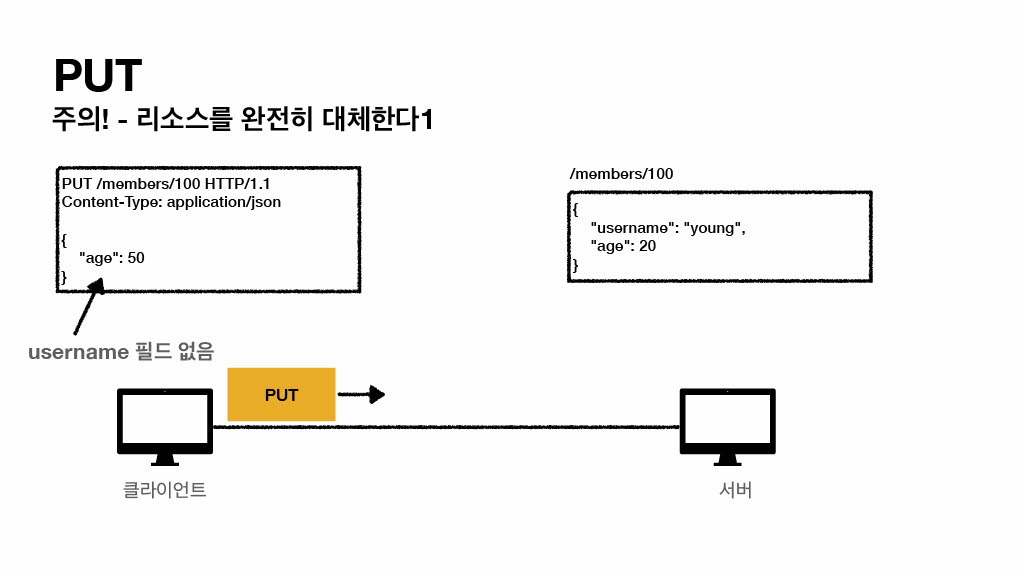 PUT
주의! - 리소스를 완전히 대체한다1
PUT /members/100 HTTP/1.1
Content-Type: application/json
{
"age": 50
}
username 필드 없음
/members/100
{
"username": "young",
"age": 20
}
PUT
클라이언트
서버